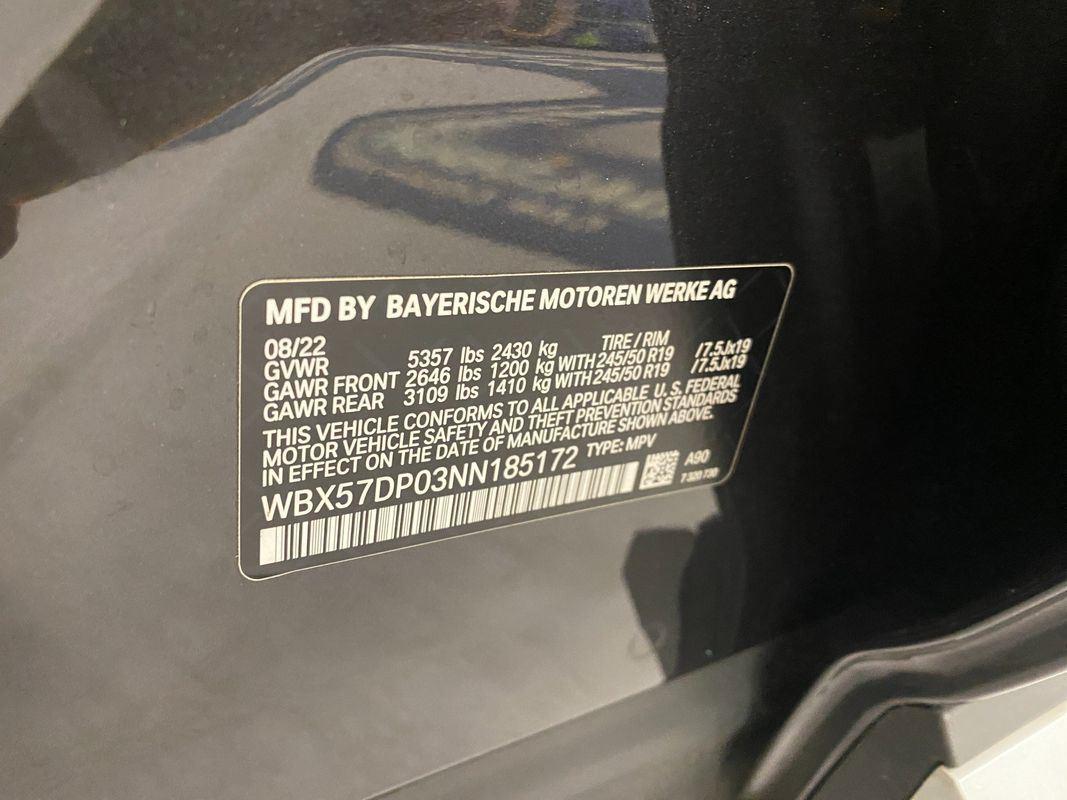 MFD BY BAYERISCHE MOTOREN WERKE AG
08/22 TIRE / RIM
GVWR 5357 lbs 2430 kg
GAWR FRONT 2646 lbs 1200 kg WITH 245/50 R19 /7.5Jx19
GAWR REAR 3109 lbs 1410 kg WITH 245/50 R19 /7.5Jx19
THIS VEHICLE CONFORMS TO ALL APPLICABLE U.S. FEDERAL
MOTOR VEHICLE SAFETY AND THEFT PREVENTION STANDARDS
IN EFFECT ON THE DATE OF MANUFACTURE SHOWN ABOVE.
WBX57DP03NN185172 TYPE: MPV
A90
7 320 730